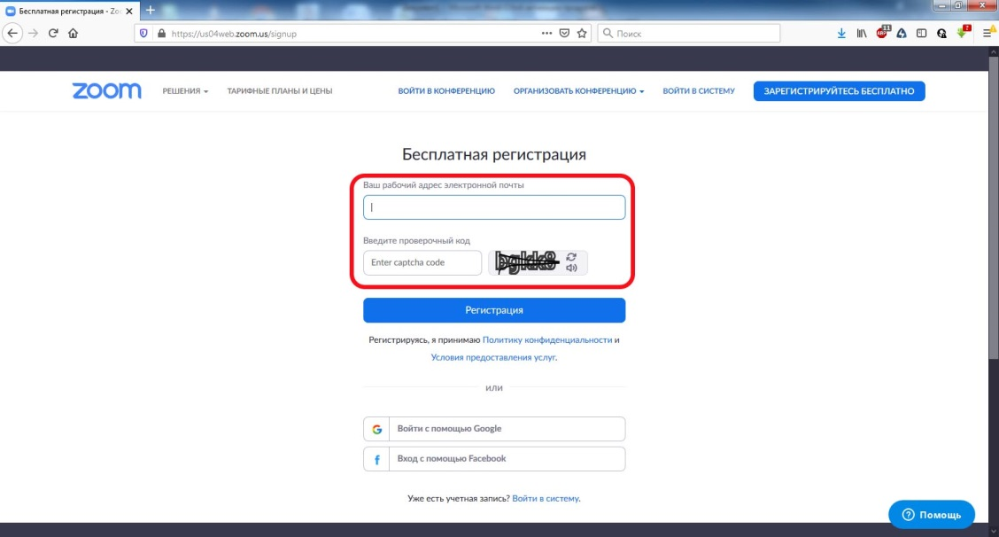 Бесплатная регистрация - Zoo
https://us04web.zoom.us/signup
Поиск
zoom
РЕШЕНИЯ
ТАРИФНЫЕ ПЛАНЫ И ЦЕНЫ
ВОЙТИ В КОНФЕРЕНЦИЮ
ОРГАНИЗОВАТЬ КОНФЕРЕНЦИЮ
ВОЙТИ В СИСТЕМУ
ЗАРЕГИСТРИРУЙТЕСЬ БЕСПЛАТНО
Бесплатная регистрация
Ваш рабочий адрес электронной почты
Введите проверочный код
Enter captcha code
Регистрация
Регистрируясь, я принимаю Политику конфиденциальности и
Условия предоставления услуг.
или
Войти с помощью Google
Вход с помощью Facebook
Уже есть учетная запись? Войти в систему.
Помощь